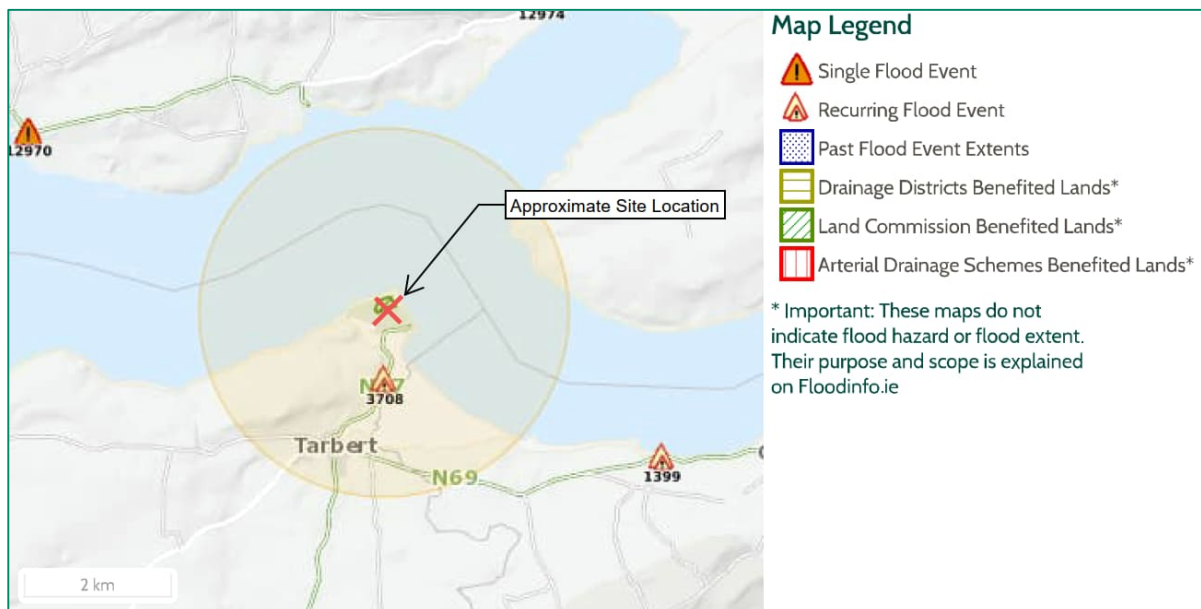 12974
12970
Approximate Site Location
3708
Tarbert
N69
1399
2 km
Map Legend
Single Flood Event
Recurring Flood Event
Past Flood Event Extents
Drainage Districts Benefited Lands*
Land Commission Benefited Lands*
Arterial Drainage Schemes Benefited Lands*
* Important: These maps do not
indicate flood hazard or flood extent.
Their purpose and scope is explained
on Floodinfo.ie